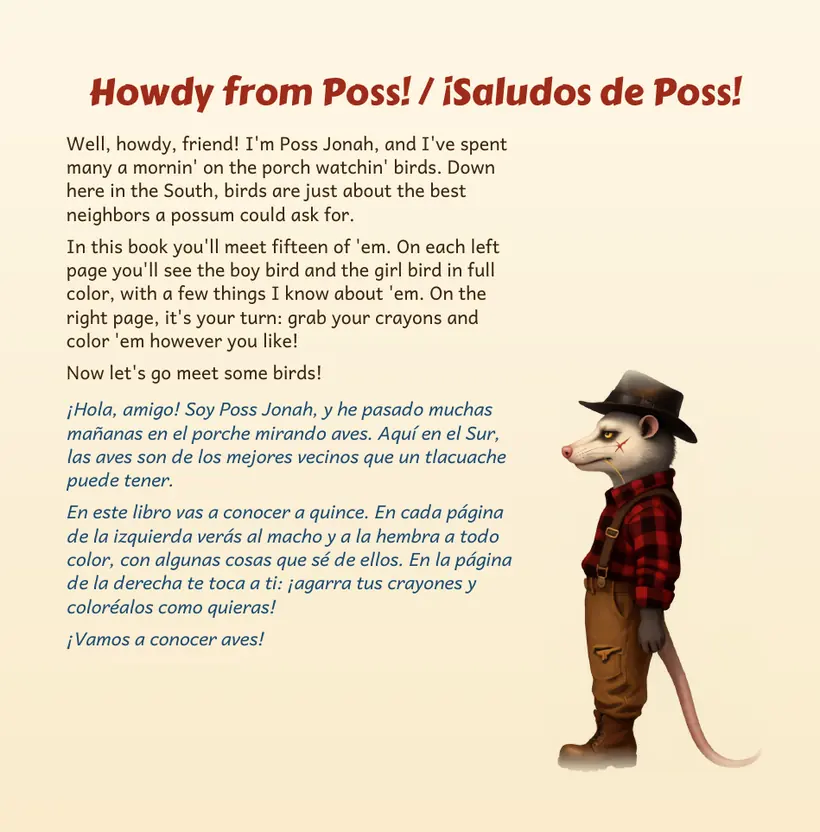 Howdy from Poss! / ¡Saludos de Poss!
Well, howdy, friend! I'm Poss Jonah, and I've spent
many a mornin' on the porch watchin' birds. Down
here in the South, birds are just about the best
neighbors a possum could ask for.
In this book you'll meet fifteen of 'em. On each left
page you'll see the boy bird and the girl bird in full
color, with a few things I know about 'em. On the
right page, it's your turn: grab your crayons and
color 'em however you like!
Now let's go meet some birds!
¡Hola, amigo! Soy Poss Jonah, y he pasado muchas
mañanas en el porche mirando aves. Aquí en el Sur,
las aves son de los mejores vecinos que un tlacuache
puede tener.
En este libro vas a conocer a quince. En cada página
de la izquierda verás al macho y a la hembra a todo
color, con algunas cosas que sé de ellos. En la página
de la derecha te toca a ti: ¡agarra tus crayones y
coloréalos como quieras!
¡Vamos a conocer aves!